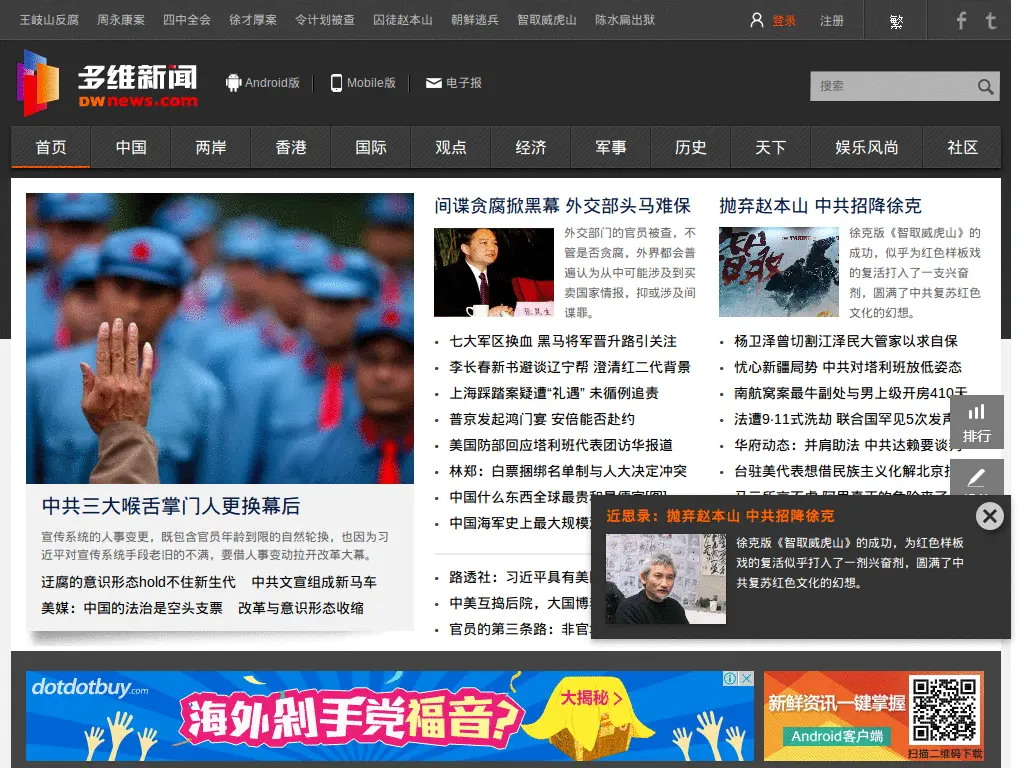 王岐山反腐 周永康案 四中全会 徐才厚案 令计划被查 囚徒赵本山 朝鲜逃兵 智取威虎山 陈水扁出狱 登录 注册 繁
多维新闻
DWnews.com
Android版 Mobile版 电子报
搜索
首页 中国 两岸 香港 国际 观点 经济 军事 历史 天下 娱乐风尚 社区
中共三大喉舌掌门人更换幕后
宣传系统的人事变更，既包含官员年龄到限的自然轮换，也因为习
近平对宣传系统手段老旧的不满，要借人事变动拉开改革大幕。
迂腐的意识形态hold不住新生代 中共文宣组成新马车
美媒：中国的法治是空头支票 改革与意识形态收缩
间谍贪腐掀黑幕 外交部头马难保
外交部门的官员被查，不
管是否贪腐，外界都会普
遍认为从中可能涉及到买
卖国家情报，抑或涉及间
谍罪。
七大军区换血 黑马将军晋升路引关注
李长春新书避谈辽宁帮 澄清红二代背景
上海踩踏案疑遭“礼遇” 未循例追责
普京发起鸿门宴 安倍能否赴约
美国防部回应塔利班代表团访华报道
林郑：白票捆绑名单制与人大决定冲突
中国什么东西全球最贵
中国海军史上最大规模
路透社：习近平具有美
中美互捣后院，大国博
官员的第三条路：非官
抛弃赵本山 中共招降徐克
徐克版《智取威虎山》的
成功，似乎为红色样板戏
的复活打入了一支兴奋
剂，圆满了中共复苏红色
文化的幻想。
杨卫泽曾切割江泽民大管家以求自保
忧心新疆局势 中共对塔利班放低姿态
南航窝案最牛副处与男上级开房410天
法遭9·11式洗劫 联合国罕见5次发声
华府动态：并肩助法 中共达赖要谈
台驻美代表想借民族主义化解北京
排行
近思录：抛弃赵本山 中共招降徐克
徐克版《智取威虎山》的成功，为红色样板
戏的复活似乎打入了一剂兴奋剂，圆满了中
共复苏红色文化的幻想。
dotdotbuy.com
海外剁手党福音?
大揭秘
新鲜资讯一键掌握
Android客户端
扫描二维码下载